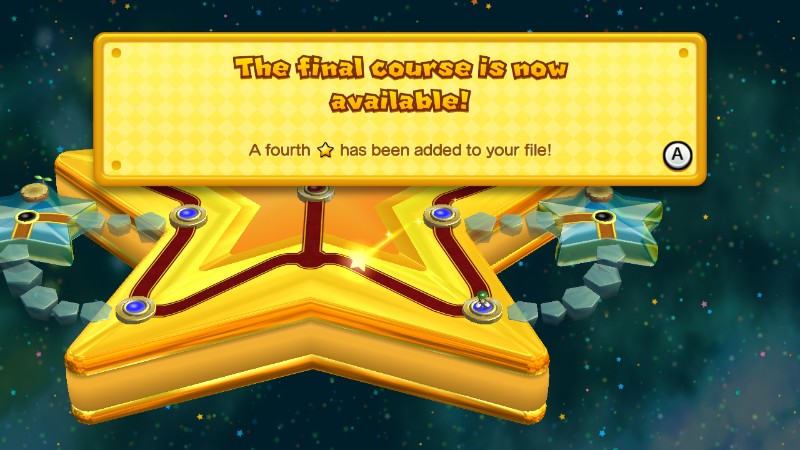 The final course is now
available!
A fourth ☆ has been added to your file!
A